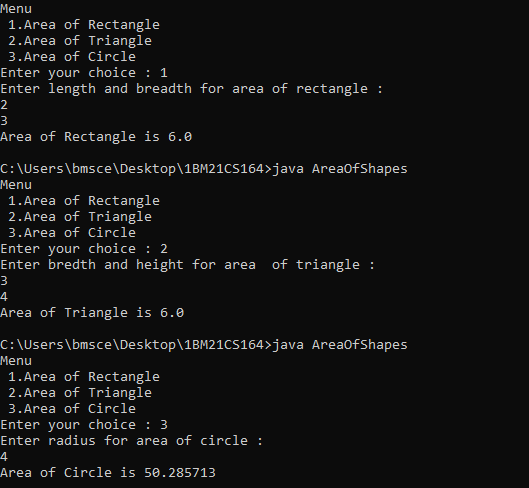 Menu
 1.Area of Rectangle
 2.Area of Triangle
 3.Area of Circle
Enter your choice : 1
Enter length and breadth for area of rectangle :
2
3
Area of Rectangle is 6.0

C:\Users\bmsce\Desktop\1BM21CS164>java AreaOfShapes
Menu
 1.Area of Rectangle
 2.Area of Triangle
 3.Area of Circle
Enter your choice : 2
Enter bredth and height for area  of triangle :
3
4
Area of Triangle is 6.0

C:\Users\bmsce\Desktop\1BM21CS164>java AreaOfShapes
Menu
 1.Area of Rectangle
 2.Area of Triangle
 3.Area of Circle
Enter your choice : 3
Enter radius for area of circle :
4
Area of Circle is 50.285713